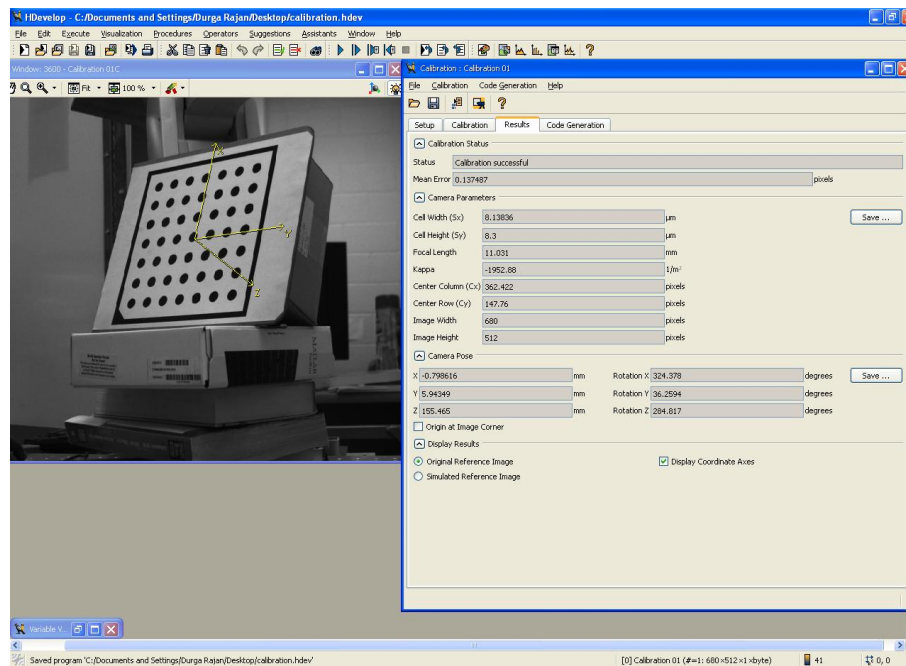 HDevelop - C:/Documents and Settings/Durga Rajan/Desktop/calibration.hdev
File Edit Execute Visualization Procedures Operators Suggestions Assistants Window Help
Window: 3600 - Calibration 01C
Fit 100 %
X
Y
Z
Calibration : Calibration 01
File Calibration Code Generation Help
Setup Calibration Results Code Generation
Calibration Status
Status Calibration successful
Mean Error 0.137487 pixels
Camera Parameters
Cell Width (Sx) 8.13836 µm Save ...
Cell Height (Sy) 8.3 µm
Focal Length 11.031 mm
Kappa -1952.88 1/m²
Center Column (Cx) 362.422 pixels
Center Row (Cy) 147.76 pixels
Image Width 680 pixels
Image Height 512 pixels
Camera Pose
X -0.798616 mm Rotation X 324.378 degrees Save ...
Y 5.94349 mm Rotation Y 36.2594 degrees
Z 155.465 mm Rotation Z 284.817 degrees
Origin at Image Corner
Display Results
Original Reference Image Display Coordinate Axes
Simulated Reference Image
Variable V...
Saved program 'C:/Documents and Settings/Durga Rajan/Desktop/calibration.hdev' [0] Calibration 01 (#=1: 680×512×1×byte) 41 0, 0